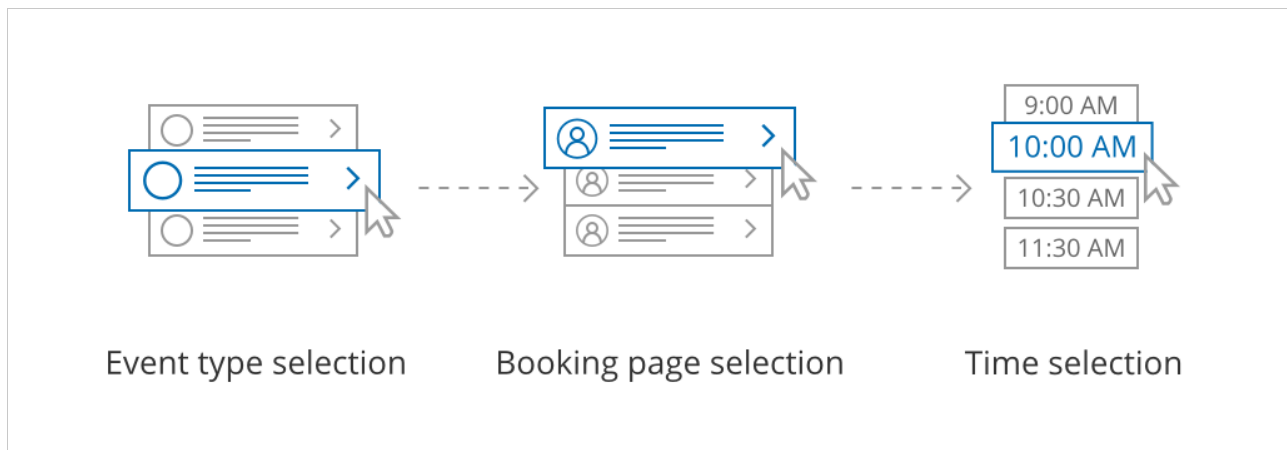 9:00 AM
10:00 AM
10:30 AM
11:30 AM
Event type selection
Booking page selection
Time selection